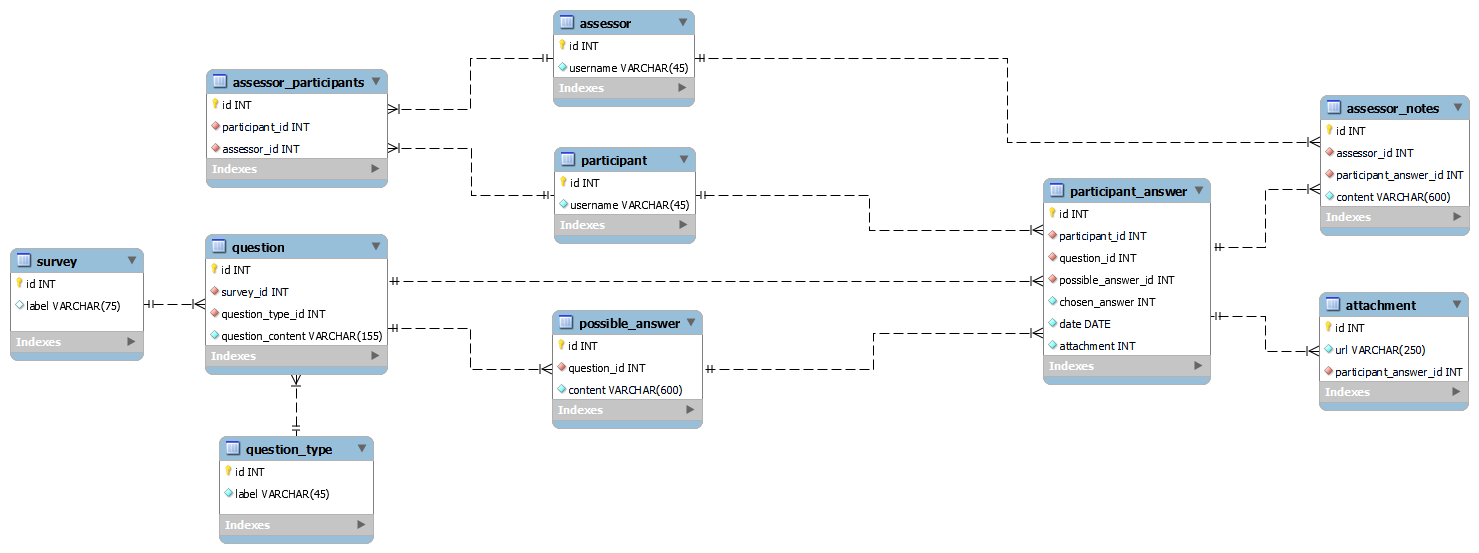 assessor
id INT
username VARCHAR(45)
Indexes
assessor_participants
id INT
participant_id INT
assessor_id INT
Indexes
participant
id INT
username VARCHAR(45)
Indexes
assessor_notes
id INT
assessor_id INT
participant_answer_id INT
content VARCHAR(600)
Indexes
participant_answer
id INT
participant_id INT
question_id INT
possible_answer_id INT
chosen_answer INT
date DATE
attachment INT
Indexes
survey
id INT
label VARCHAR(75)
Indexes
question
id INT
survey_id INT
question_type_id INT
question_content VARCHAR(155)
Indexes
possible_answer
id INT
question_id INT
content VARCHAR(600)
Indexes
attachment
id INT
url VARCHAR(250)
participant_answer_id INT
Indexes
question_type
id INT
label VARCHAR(45)
Indexes